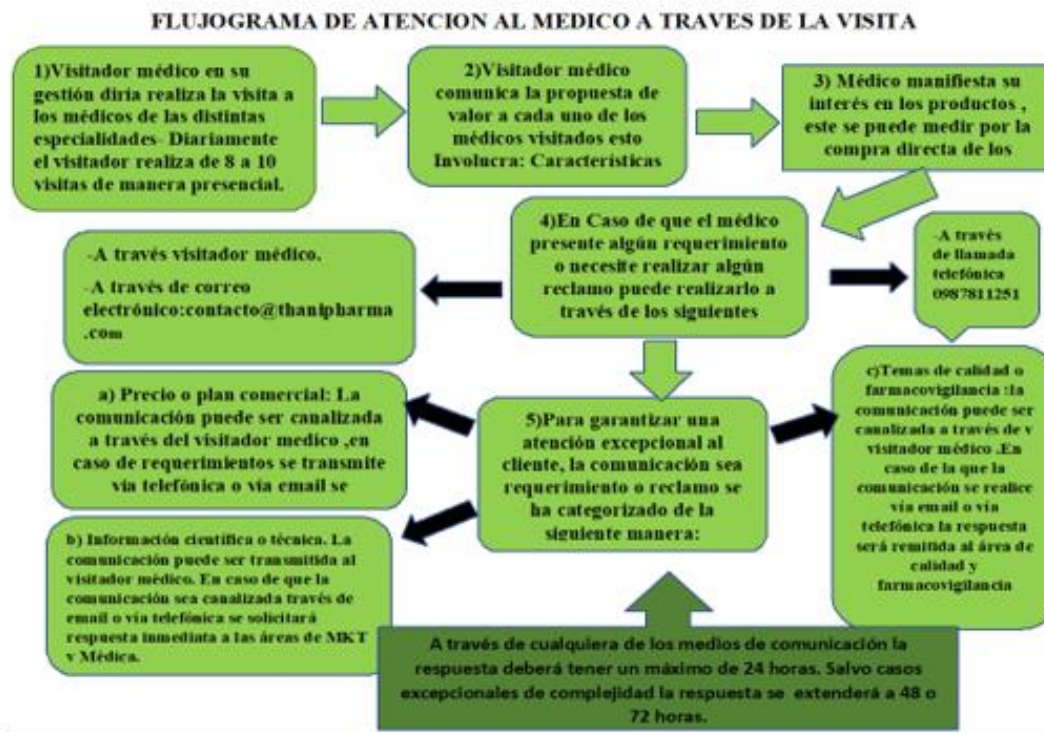 FLUJOGRAMA DE ATENCION AL MEDICO A TRAVES DE LA VISITA
1)Visitador médico en su
gestión diria realiza la visita a
los médicos de las distintas
especialidades- Diariamente
el visitador realiza de 8 a 10
visitas de manera presencial.
2)Visitador médico
comunica la propuesta de
valor a cada uno de los
médicos visitados esto
Involucra: Características
3) Médico manifiesta su
interés en los productos ,
este se puede medir por la
compra directa de los
4)En Caso de que el médico
presente algún requerimiento
o necesite realizar algún
reclamo puede realizarlo a
través de los siguientes
-A través visitador médico.
-A través de correo
electrónico:contacto@thanipharma
.com
-A través
de llamada
telefónica
0987811251
5)Para garantizar una
atención excepcional al
cliente, la comunicación sea
requerimiento o reclamo se
ha categorizado de la
siguiente manera:
a) Precio o plan comercial: La
comunicación puede ser canalizada
a través del visitador medico ,en
caso de requerimientos se transmite
vía telefónica o vía email se
b) Información científica o técnica. La
comunicación puede ser transmitida al
visitador médico. En caso de que la
comunicación sea canalizada través de
email o vía telefónica se solicitará
respuesta inmediata a las áreas de MKT
y Médica.
c)Temas de calidad o
farmacovigilancia :la
comunicación puede ser
canalizada a través de v
visitador médico .En
caso de la que la
comunicación se realice
vía email o vía
telefónica la respuesta
será remitida al área de
calidad y
farmacovigilancia
A través de cualquiera de los medios de comunicación la
respuesta deberá tener un máximo de 24 horas. Salvo casos
excepcionales de complejidad la respuesta se extenderá a 48 o
72 horas.